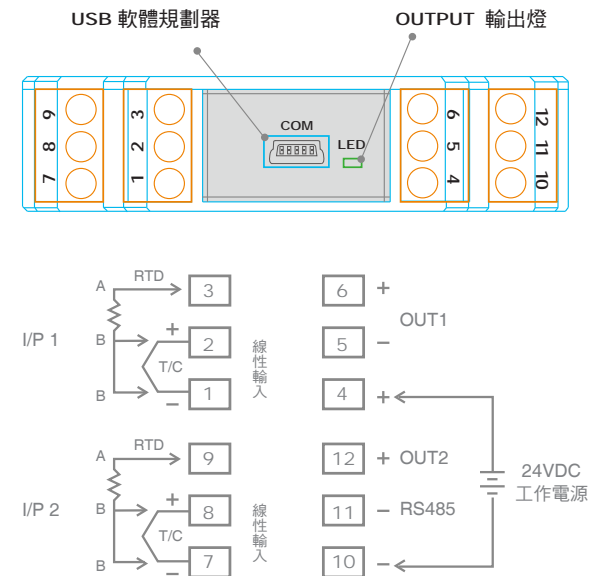 USB 軟體規劃器 OUTPUT 輸出燈
9 3 COM 6 12
8 2 LED 5 11
7 1 4 10
A RTD 3 6 +
OUT1
I/P 1 B + 2 5 −
T/C 線性輸入
B − 1 4 +
A RTD 9 12 + OUT2
24VDC
工作電源
I/P 2 B + 8 11 − RS485
T/C 線性輸入
B − 7 10 −